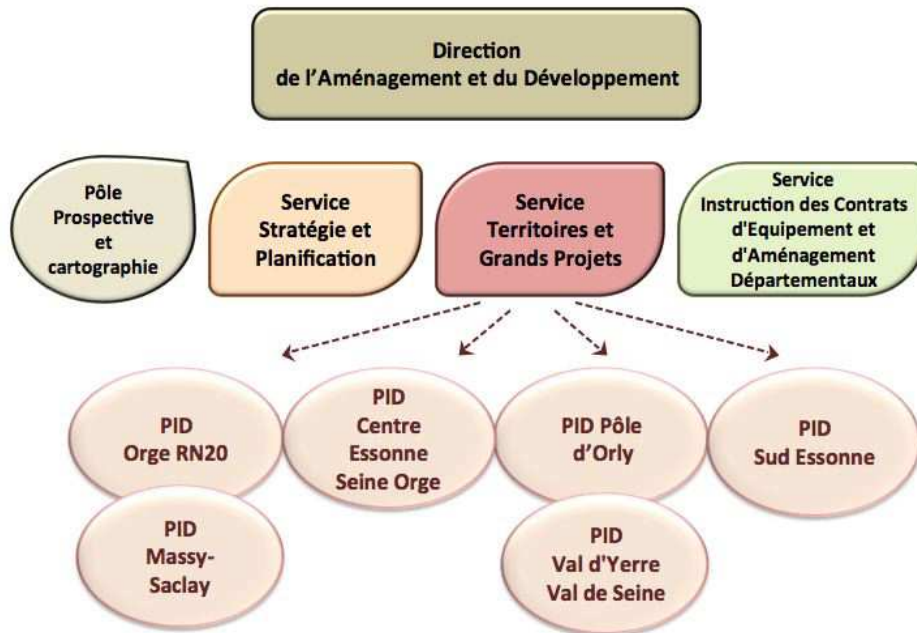 Direction
de l'Aménagement et du Développement
Pôle
Prospective
et
cartographie
Service
Stratégie et
Planification
Service
Territoires et
Grands Projets
Service
Instruction des Contrats
d'Equipement et
d'Aménagement
Départementaux
PID
Orge RN20
PID
Centre
Essonne
Seine Orge
PID Pôle
d'Orly
PID
Sud Essonne
PID
Massy-
Saclay
PID
Val d'Yerre
Val de Seine